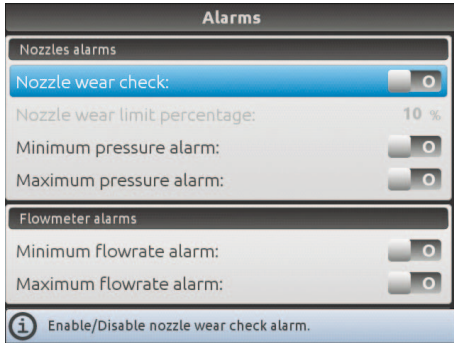 Alarms
Nozzles alarms
Nozzle wear check: O
Nozzle wear limit percentage: 10 %
Minimum pressure alarm: O
Maximum pressure alarm: O
Flowmeter alarms
Minimum flowrate alarm: O
Maximum flowrate alarm: O
i Enable/Disable nozzle wear check alarm.